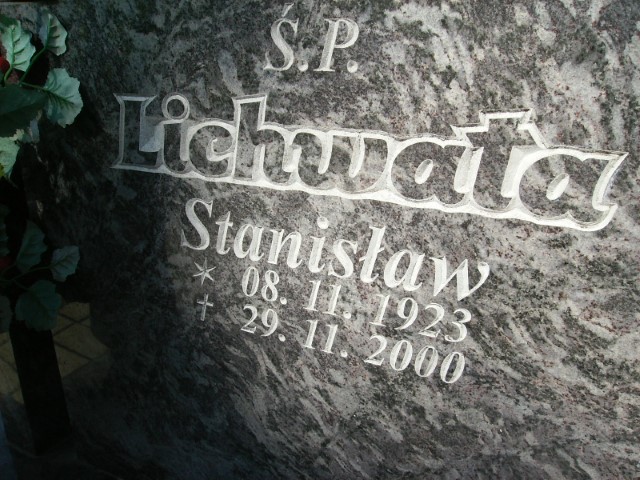 Ś.P.
Lichwała
Stanisław
* 08. 11. 1923
† 29. 11. 2000